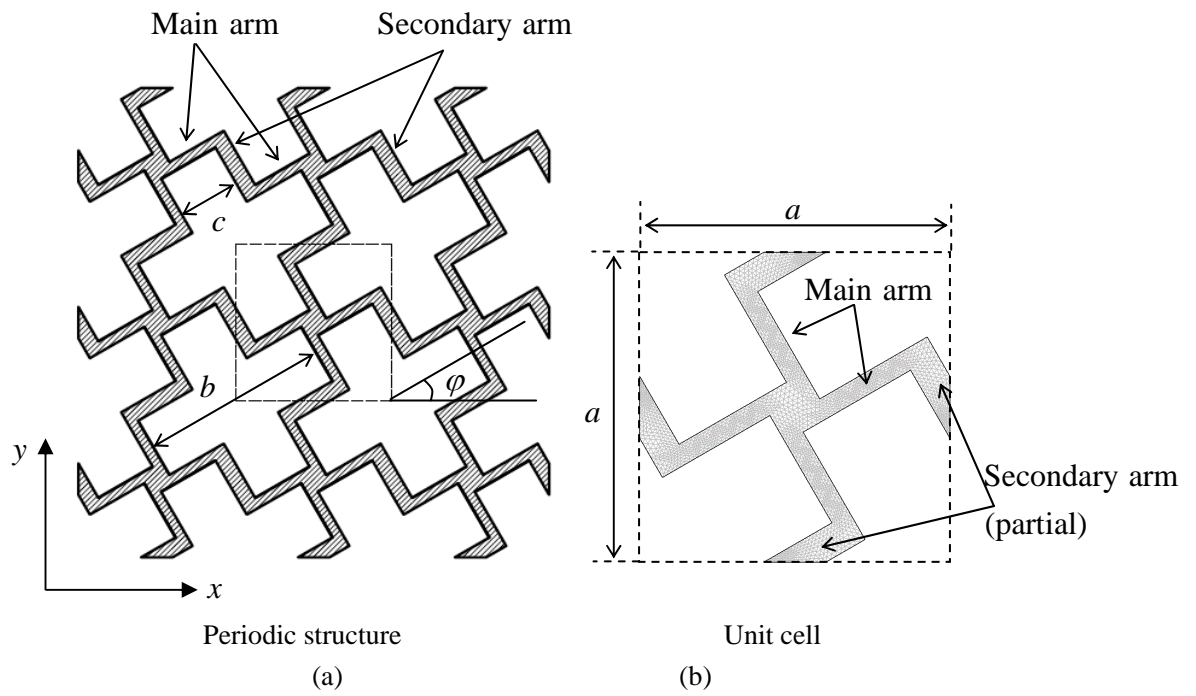 Main arm
Secondary arm
c
a
Main arm
b
φ
a
y
Secondary arm
(partial)
x
Periodic structure
Unit cell
(a)
(b)